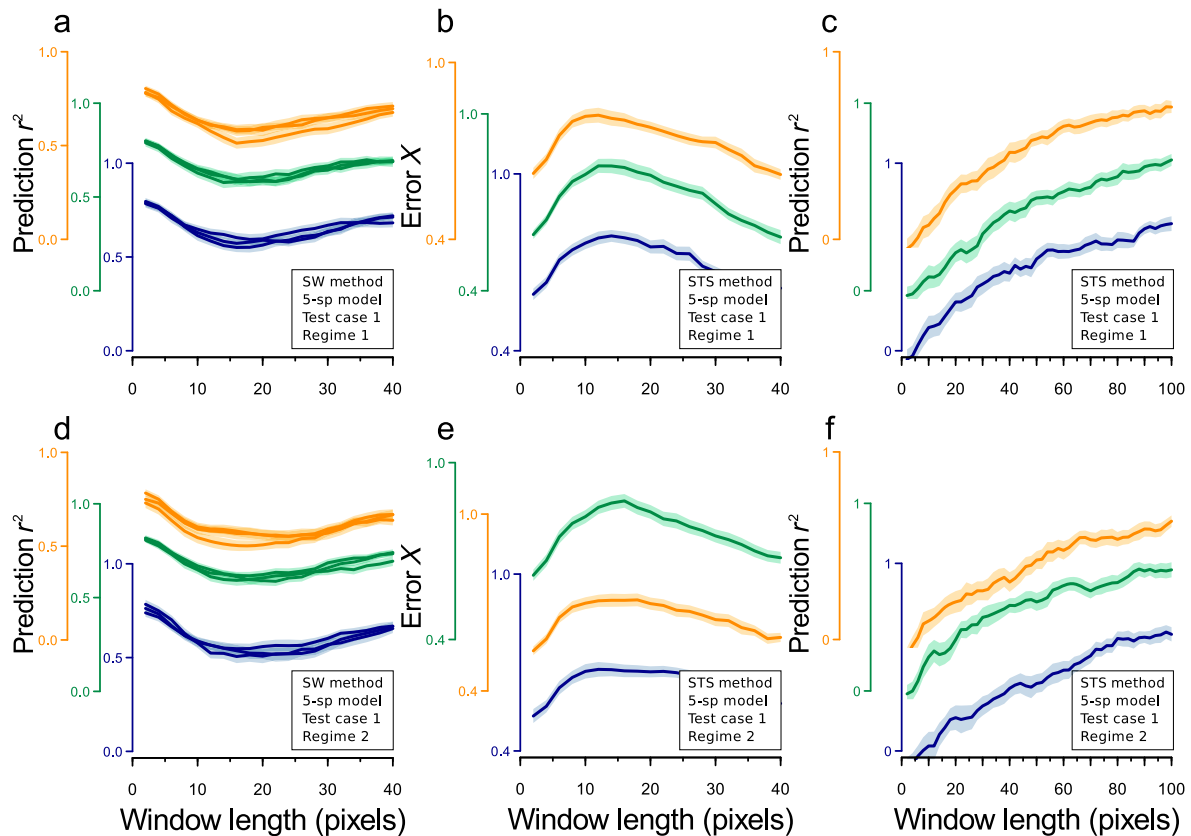 a
b
c
Prediction r²
1.0
0.5
0.0
1.0
0.5
0.0
1.0
0.5
0.0
SW method
5-sp model
Test case 1
Regime 1
0 10 20 30 40
Error X
1.0
0.4
1.0
0.4
1.0
0.4
STS method
5-sp model
Test case 1
Regime 1
0 10 20 30 40
Prediction r²
1
0
1
0
1
0
STS method
5-sp model
Test case 1
Regime 1
0 20 40 60 80 100
d
e
f
Prediction r²
1.0
0.5
0.0
1.0
0.5
0.0
1.0
0.5
0.0
SW method
5-sp model
Test case 1
Regime 2
0 10 20 30 40
Window length (pixels)
Error X
1.0
0.4
1.0
0.4
1.0
0.4
STS method
5-sp model
Test case 1
Regime 2
0 10 20 30 40
Window length (pixels)
Prediction r²
1
0
1
0
1
0
STS method
5-sp model
Test case 1
Regime 2
0 20 40 60 80 100
Window length (pixels)